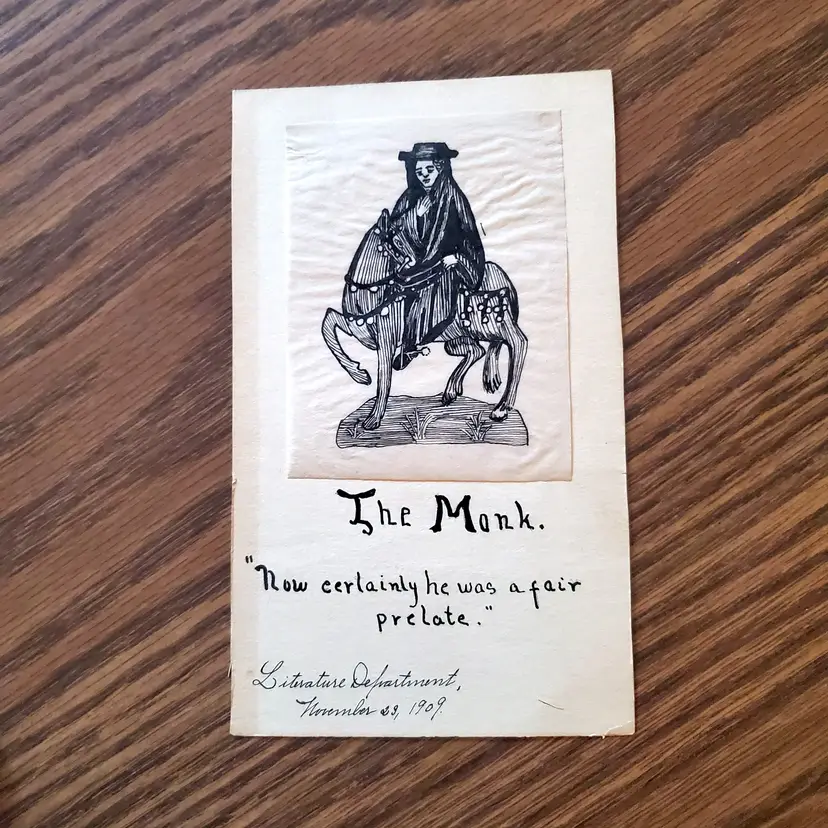 The Monk.
"Now certainly he was a fair
prelate."
Literature Department,
November 23, 1909.